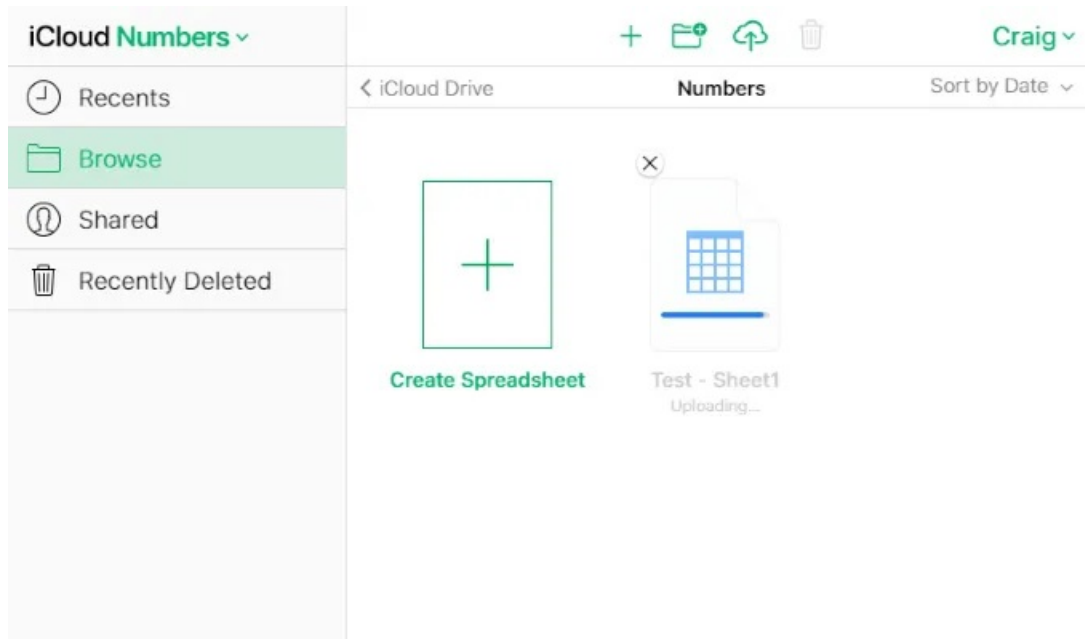 iCloud Numbers
Craig
Recents
Browse
Shared
Recently Deleted
iCloud Drive
Numbers
Sort by Date
Create Spreadsheet
Test - Sheet1
Uploading...